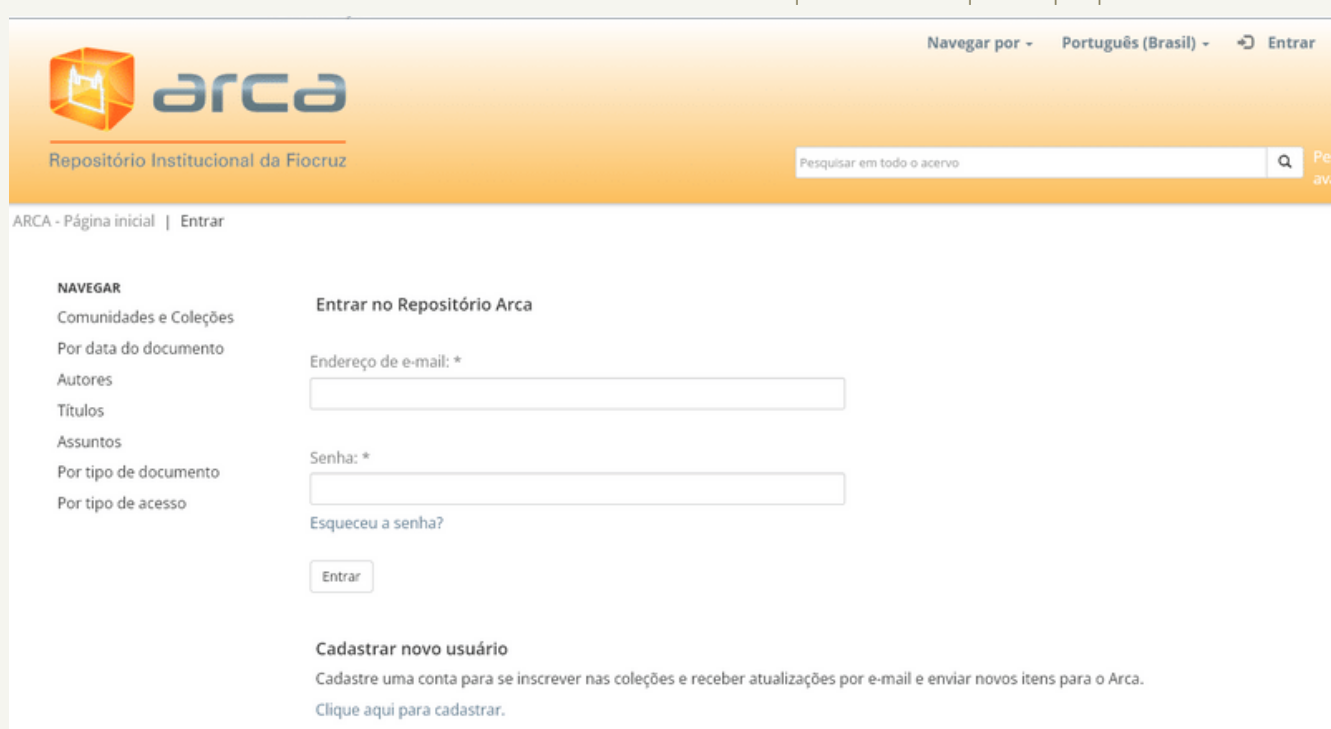 Navegar por Português (Brasil) Entrar
arca
Repositório Institucional da Fiocruz
Pesquisar em todo o acervo
ARCA - Página inicial | Entrar
NAVEGAR
Comunidades e Coleções
Por data do documento
Autores
Títulos
Assuntos
Por tipo de documento
Por tipo de acesso
Entrar no Repositório Arca
Endereço de e-mail: *
Senha: *
Esqueceu a senha?
Entrar
Cadastrar novo usuário
Cadastre uma conta para se inscrever nas coleções e receber atualizações por e-mail e enviar novos itens para o Arca.
Clique aqui para cadastrar.